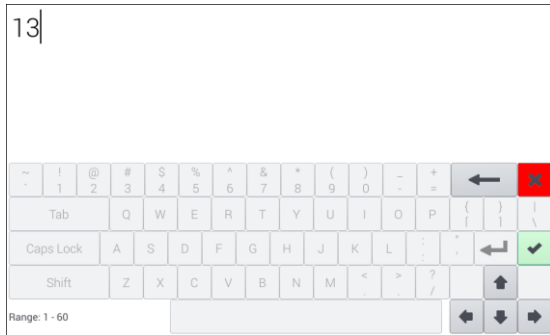 13
~ ! @ # $ % ^ & * ( ) _ +
` 1 2 3 4 5 6 7 8 9 0 - =
Tab Q W E R T Y U I O P { } |
[ ] \
Caps Lock A S D F G H J K L : "
; '
Shift Z X C V B N M < > ?
, . /
Range: 1 - 60